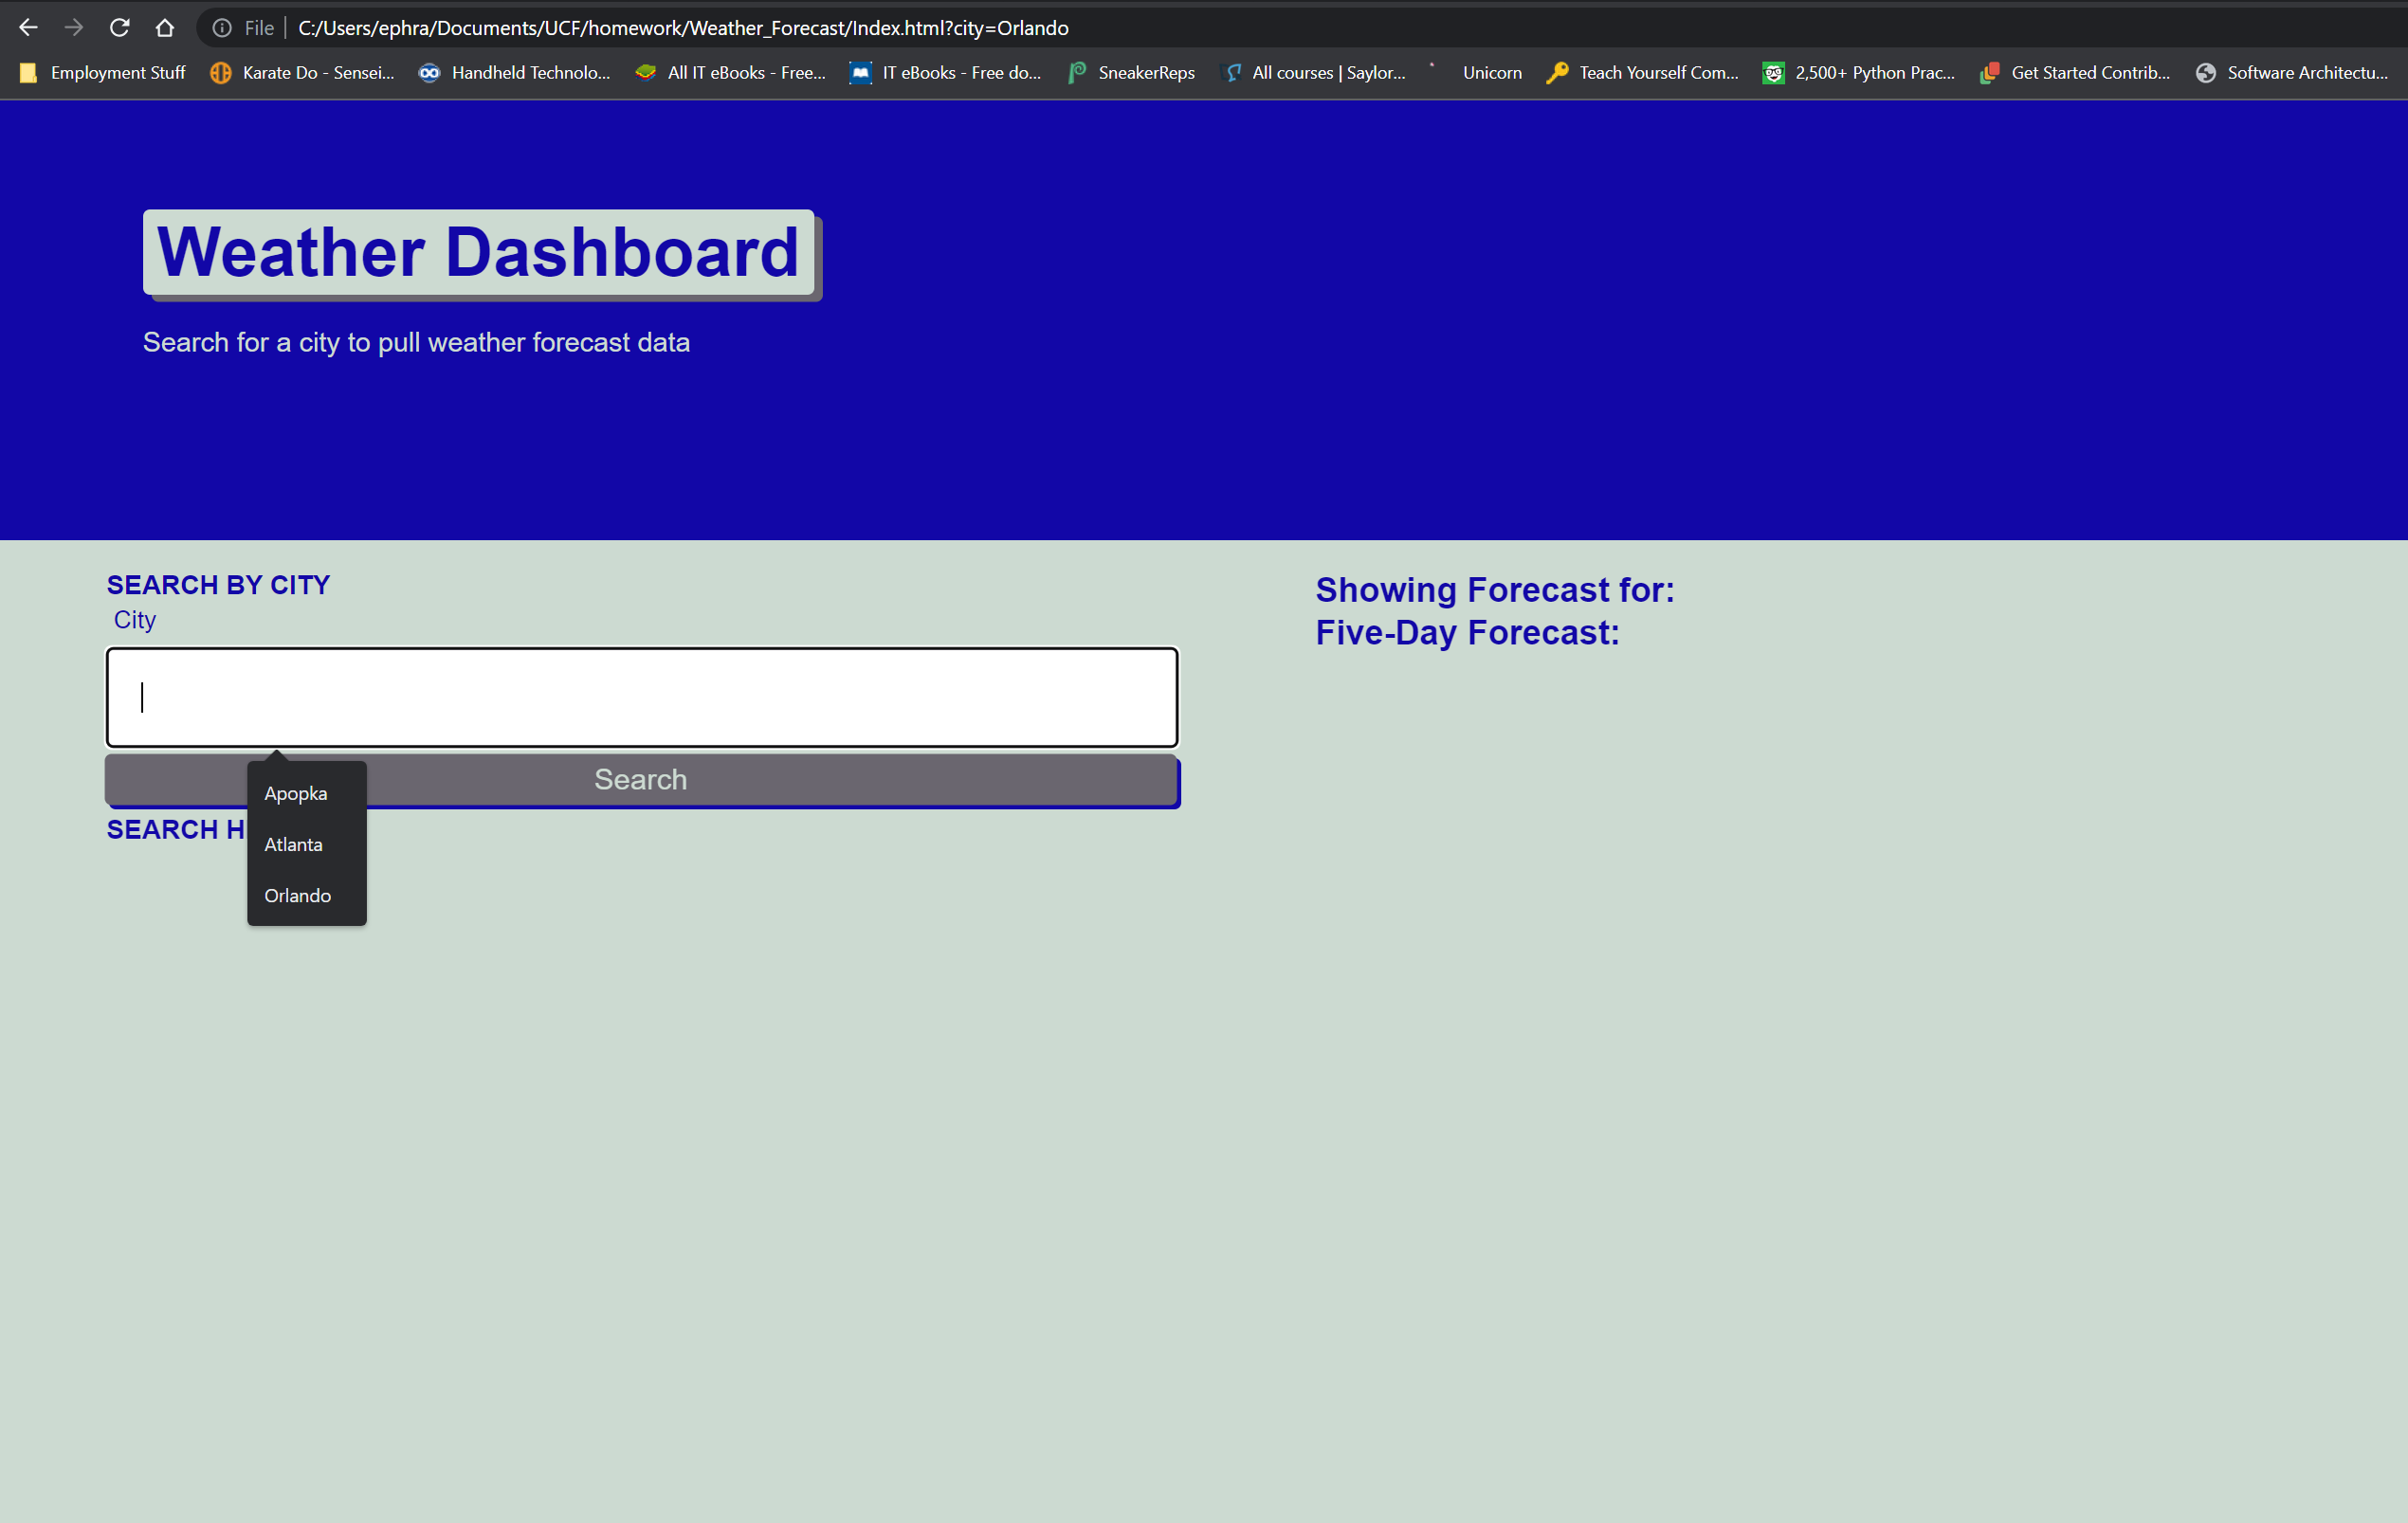 File C:/Users/ephra/Documents/UCF/homework/Weather_Forecast/Index.html?city=Orlando
Employment Stuff Karate Do - Sensei... Handheld Technolo... All IT eBooks - Free... IT eBooks - Free do... SneakerReps All courses | Saylor... Unicorn Teach Yourself Com... 2,500+ Python Prac... Get Started Contrib... Software Architectu...
Weather Dashboard
Search for a city to pull weather forecast data
SEARCH BY CITY
City
Search
SEARCH H
Apopka
Atlanta
Orlando
Showing Forecast for:
Five-Day Forecast: